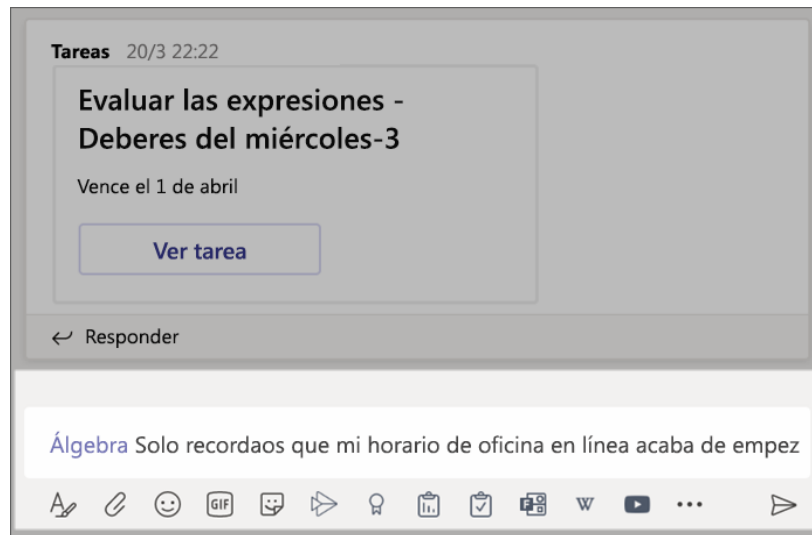 Tareas 20/3 22:22
Evaluar las expresiones -
Deberes del miércoles-3
Vence el 1 de abril
Ver tarea
Responder
Álgebra Solo recordaos que mi horario de oficina en línea acaba de empez
GIF
W